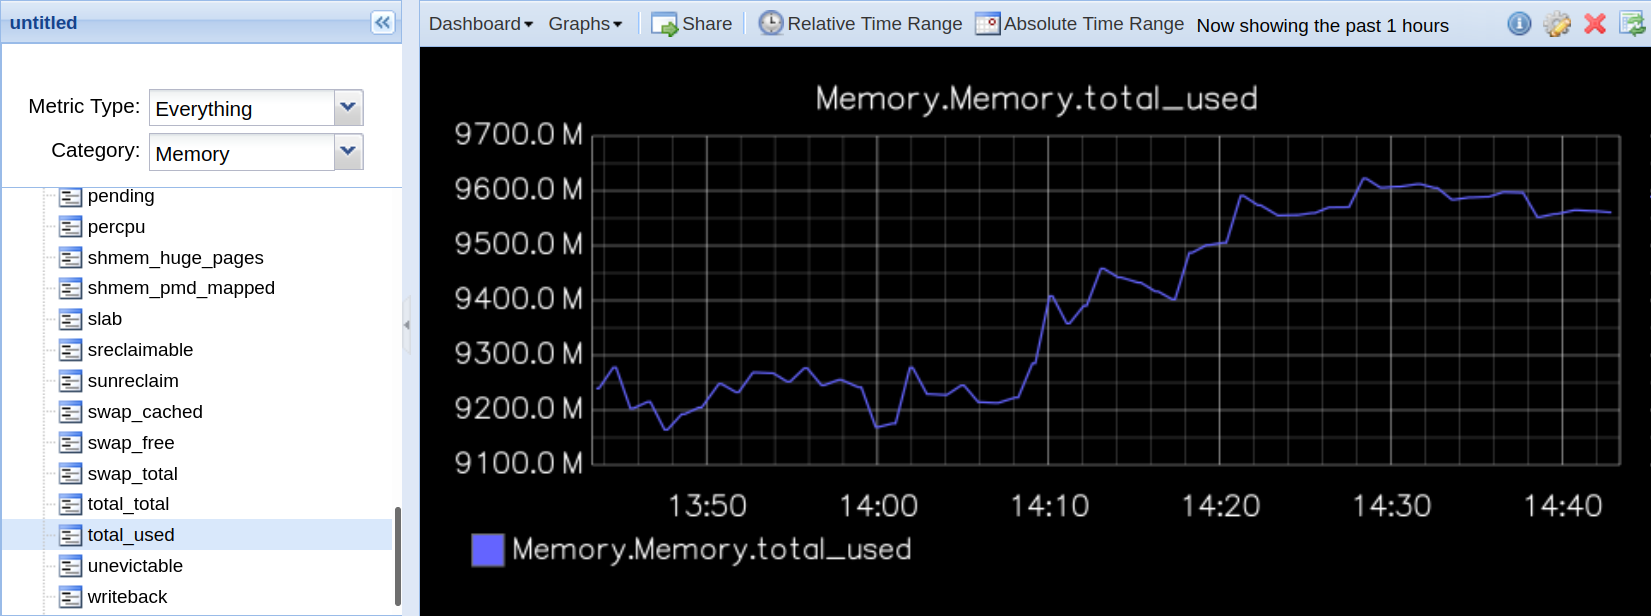 untitled
Metric Type: Everything
Category: Memory
pending
percpu
shmem_huge_pages
shmem_pmd_mapped
slab
sreclaimable
sunreclaim
swap_cached
swap_free
swap_total
total_total
total_used
unevictable
writeback
Dashboard Graphs Share Relative Time Range Absolute Time Range Now showing the past 1 hours
Memory.Memory.total_used
9700.0 M
9600.0 M
9500.0 M
9400.0 M
9300.0 M
9200.0 M
9100.0 M
13:50 14:00 14:10 14:20 14:30 14:40
Memory.Memory.total_used